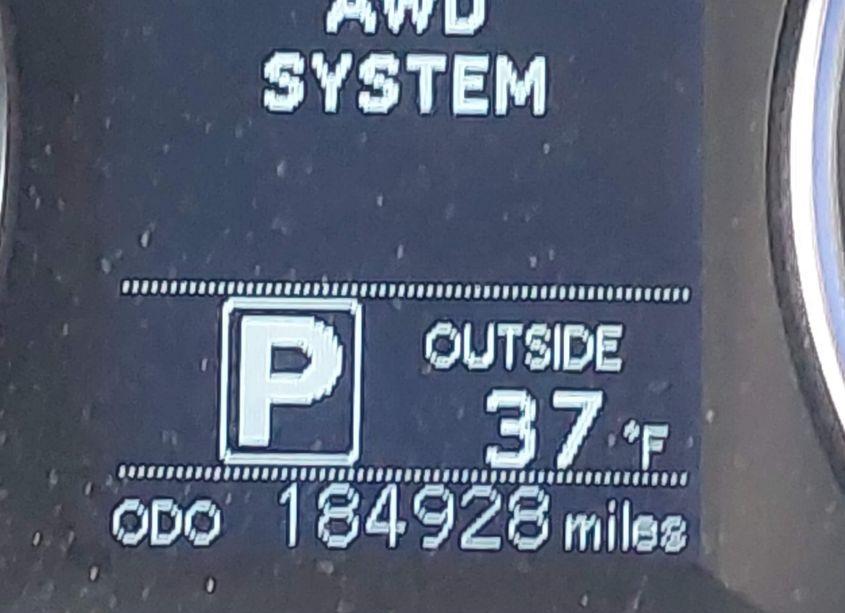 AWD
SYSTEM
P
OUTSIDE
37 °F
ODO 184928 miles